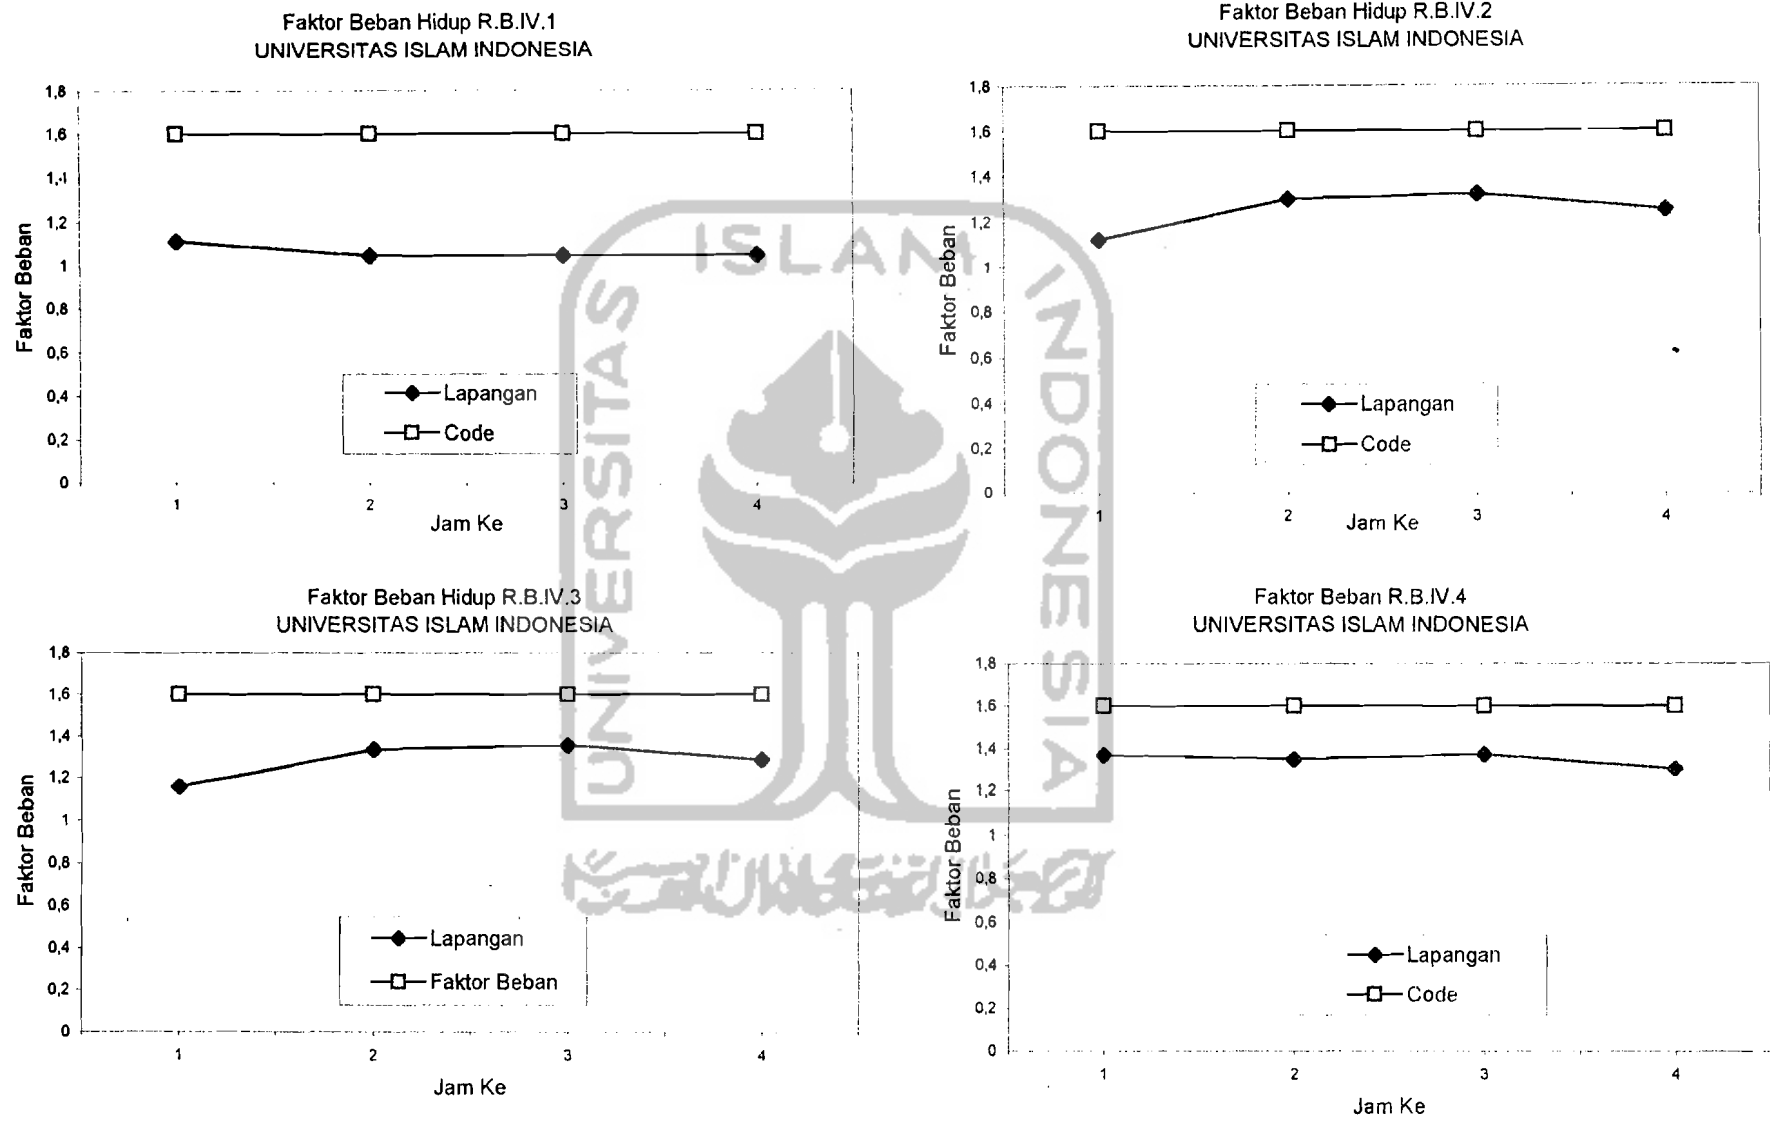 Faktor Beban Hidup R.B.IV.1
UNIVERSITAS ISLAM INDONESIA
1,8
1,6
1,4
1,2
1
0,8
0,6
0,4
0,2
0
Faktor Beban
Lapangan
Code
1 2 3 4
Jam Ke
Faktor Beban Hidup R.B.IV.2
UNIVERSITAS ISLAM INDONESIA
1,8
1,6
1,4
1,2
1
0,8
0,6
0,4
0,2
0
Faktor Beban
Lapangan
Code
1 2 3 4
Jam Ke
Faktor Beban Hidup R.B.IV.3
UNIVERSITAS ISLAM INDONESIA
1,8
1,6
1,4
1,2
1
0,8
0,6
0,4
0,2
0
Faktor Beban
Lapangan
Faktor Beban
1 2 3 4
Jam Ke
Faktor Beban R.B.IV.4
UNIVERSITAS ISLAM INDONESIA
1,8
1,6
1,4
1,2
1
0,8
0,6
0,4
0,2
0
Faktor Beban
Lapangan
Code
1 2 3 4
Jam Ke
UNIVERSITAS
ISLAM
INDONESIA